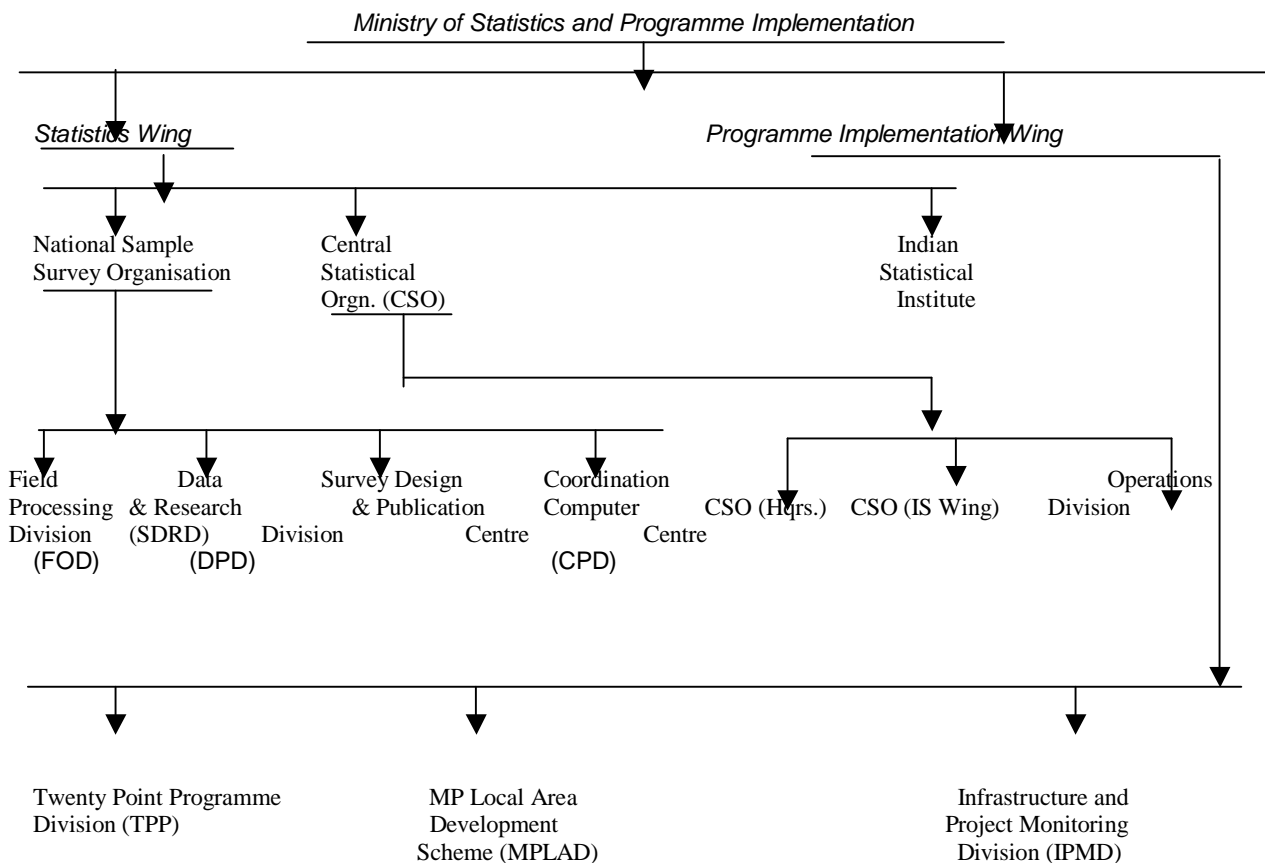 Ministry of Statistics and Programme Implementation
Statistics Wing Programme Implementation Wing
National Sample Central Indian
Survey Organisation Statistical Statistical
Orgn. (CSO) Institute
Field Data Survey Design Coordination Operations
Processing & Research & Publication Computer CSO (Hqrs.) CSO (IS Wing) Division
Division (SDRD) Division Centre Centre
(FOD) (DPD) (CPD)
Twenty Point Programme MP Local Area Infrastructure and
Division (TPP) Development Project Monitoring
Scheme (MPLAD) Division (IPMD)